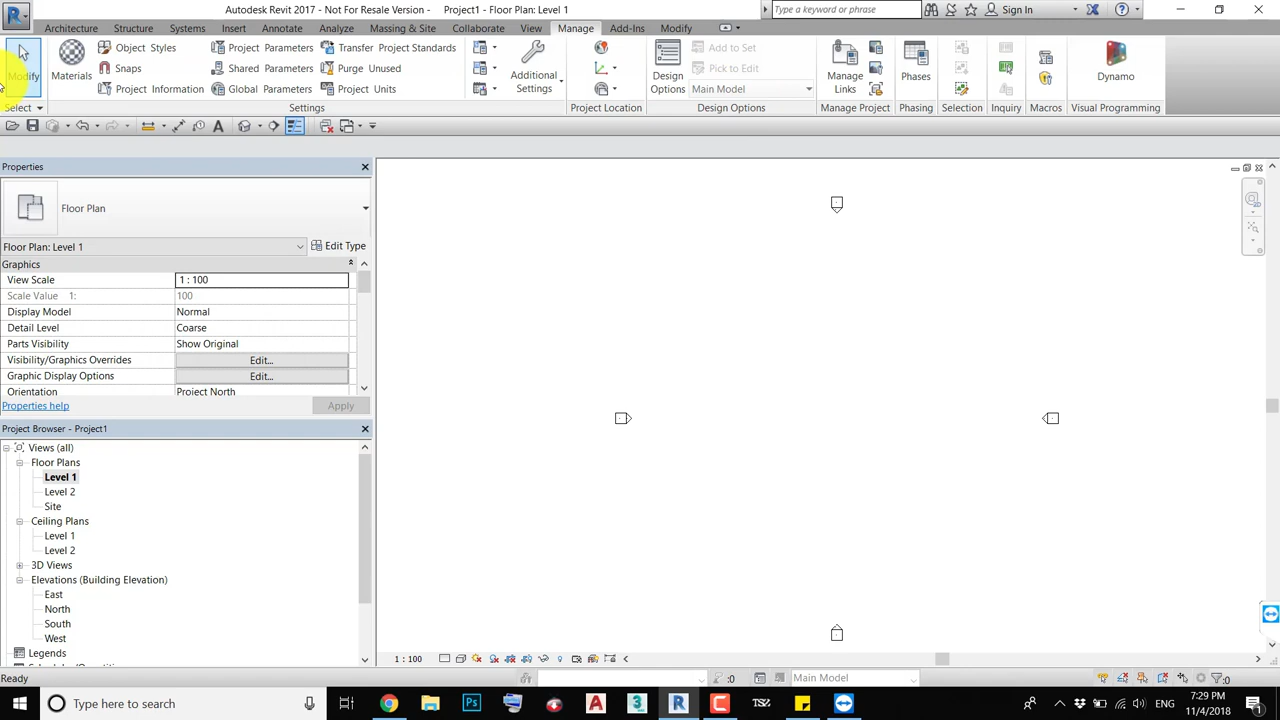 Autodesk Revit 2017 - Not For Resale Version - Project1 - Floor Plan: Level 1
Type a keyword or phrase
Sign In
Architecture Structure Systems Insert Annotate Analyze Massing & Site Collaborate View Manage Add-Ins Modify
Modify
Materials
Object Styles
Snaps
Project Information
Project Parameters
Shared Parameters
Global Parameters
Transfer Project Standards
Purge Unused
Project Units
Additional
Settings
Design
Options
Add to Set
Pick to Edit
Main Model
Manage
Links
Phases
Dynamo
Select
Settings
Project Location
Design Options
Manage Project
Phasing
Selection
Inquiry
Macros
Visual Programming
Properties
Floor Plan
Floor Plan: Level 1
Edit Type
Graphics
View Scale 1 : 100
Scale Value 1: 100
Display Model Normal
Detail Level Coarse
Parts Visibility Show Original
Visibility/Graphics Overrides Edit...
Graphic Display Options Edit...
Orientation Project North
Properties help
Apply
Project Browser - Project1
Views (all)
Floor Plans
Level 1
Level 2
Site
Ceiling Plans
Level 1
Level 2
3D Views
Elevations (Building Elevation)
East
North
South
West
Legends
1 : 100
Ready
:0
Main Model
:0
Type here to search
ENG
7:29 PM
11/4/2018